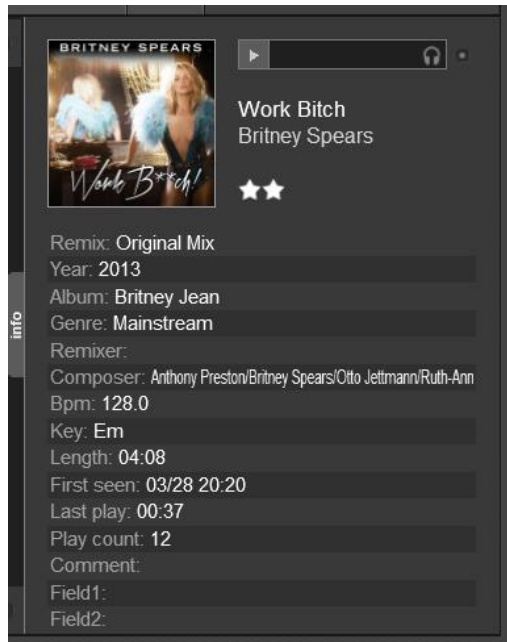 BRITNEY SPEARS
Work B**ch!
Work Bitch
Britney Spears
info
Remix: Original Mix
Year: 2013
Album: Britney Jean
Genre: Mainstream
Remixer:
Composer: Anthony Preston/Britney Spears/Otto Jettmann/Ruth-Ann
Bpm: 128.0
Key: Em
Length: 04:08
First seen: 03/28 20:20
Last play: 00:37
Play count: 12
Comment:
Field1:
Field2: